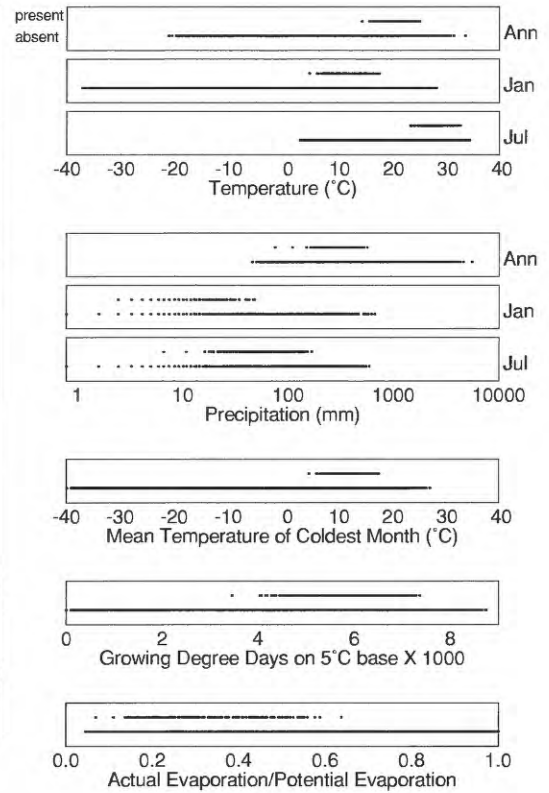 present
absent
Ann
Jan
Jul
-40 -30 -20 -10 0 10 20 30 40
Temperature (˚C)
Ann
Jan
Jul
1 10 100 1000 10000
Precipitation (mm)
-40 -30 -20 -10 0 10 20 30 40
Mean Temperature of Coldest Month (˚C)
0 2 4 6 8
Growing Degree Days on 5˚C base X 1000
0.0 0.2 0.4 0.6 0.8 1.0
Actual Evaporation/Potential Evaporation